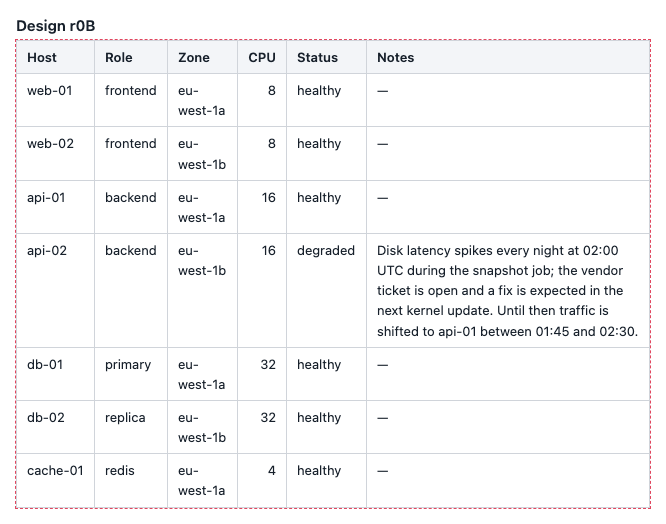 Design r0B
Host Role Zone CPU Status Notes
web-01 frontend eu-west-1a 8 healthy —
web-02 frontend eu-west-1b 8 healthy —
api-01 backend eu-west-1a 16 healthy —
api-02 backend eu-west-1b 16 degraded Disk latency spikes every night at 02:00
UTC during the snapshot job; the vendor
ticket is open and a fix is expected in the
next kernel update. Until then traffic is
shifted to api-01 between 01:45 and 02:30.
db-01 primary eu-west-1a 32 healthy —
db-02 replica eu-west-1b 32 healthy —
cache-01 redis eu-west-1a 4 healthy —